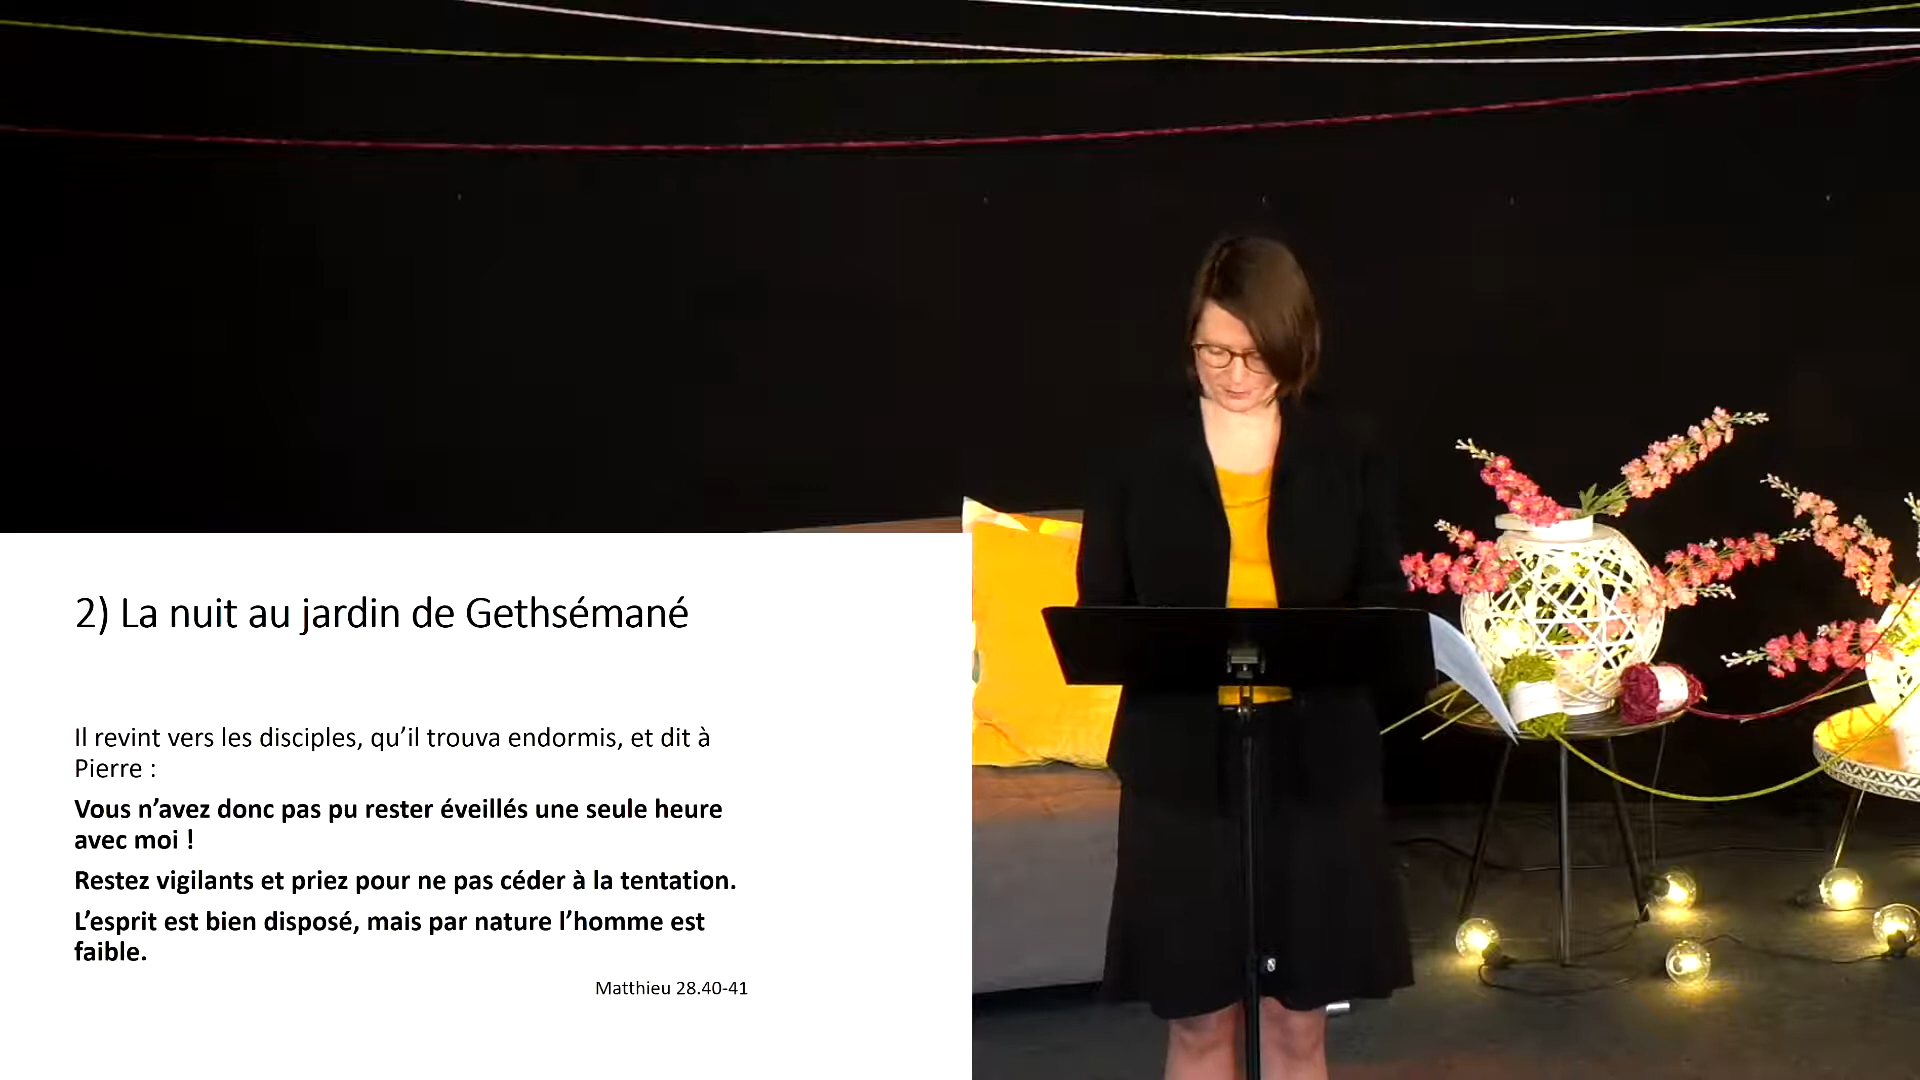 2) La nuit au jardin de Gethsémané
Il revint vers les disciples, qu’il trouva endormis, et dit à
Pierre :
Vous n’avez donc pas pu rester éveillés une seule heure
avec moi !
Restez vigilants et priez pour ne pas céder à la tentation.
L’esprit est bien disposé, mais par nature l’homme est
faible.
Matthieu 28.40-41